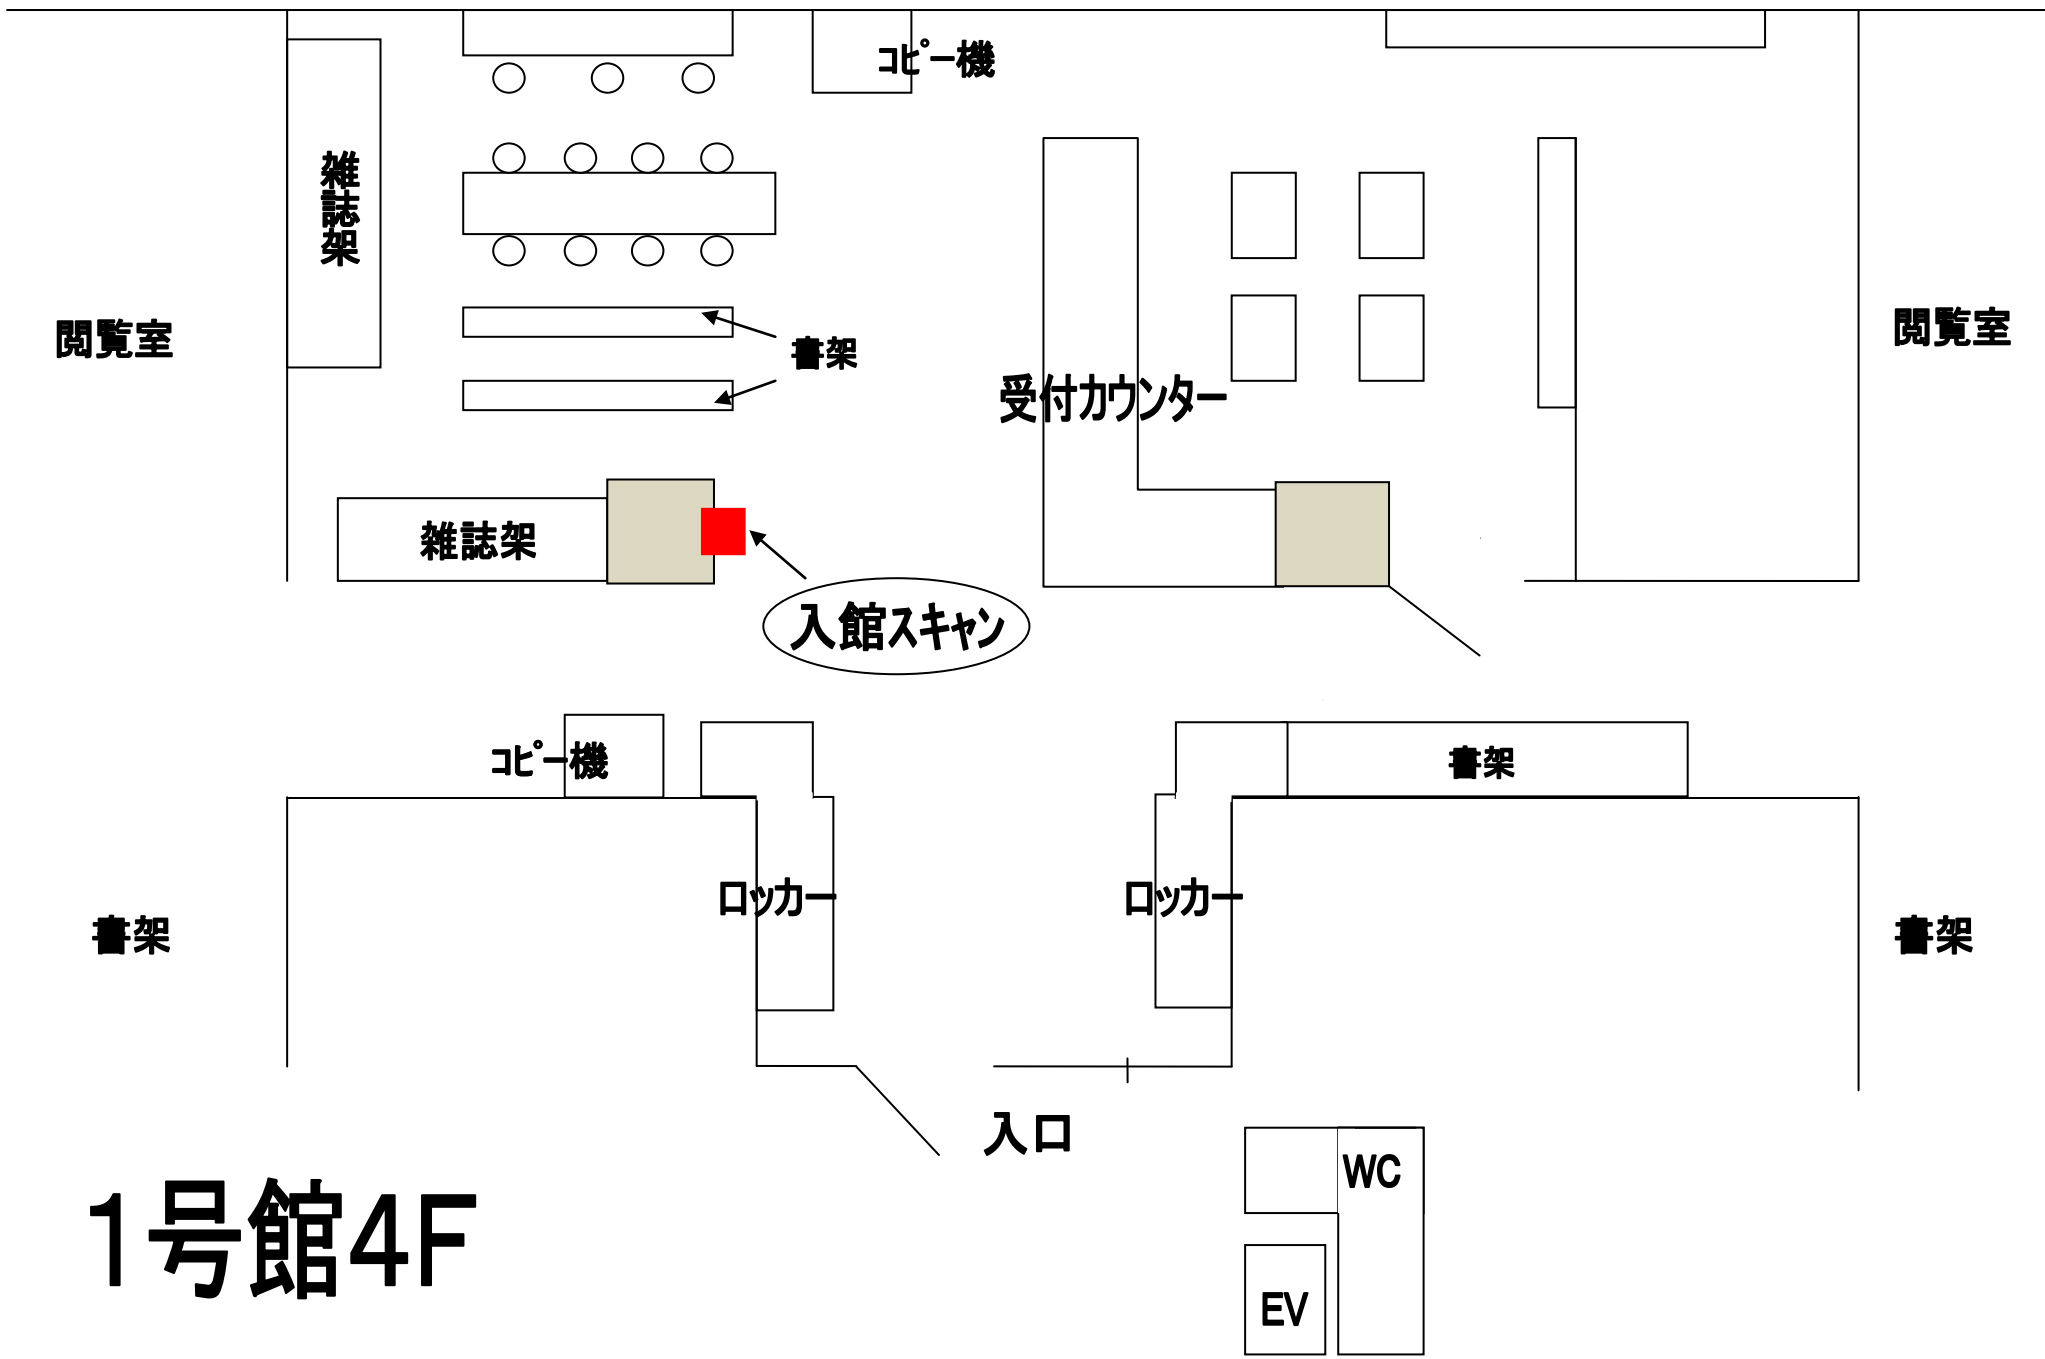 コピー機
雑誌架
閲覧室
書架
受付カウンター
閲覧室
雑誌架
入館スキャン
コピー機
書架
ロッカー
ロッカー
書架
書架
入口
WC
1号館4F
EV